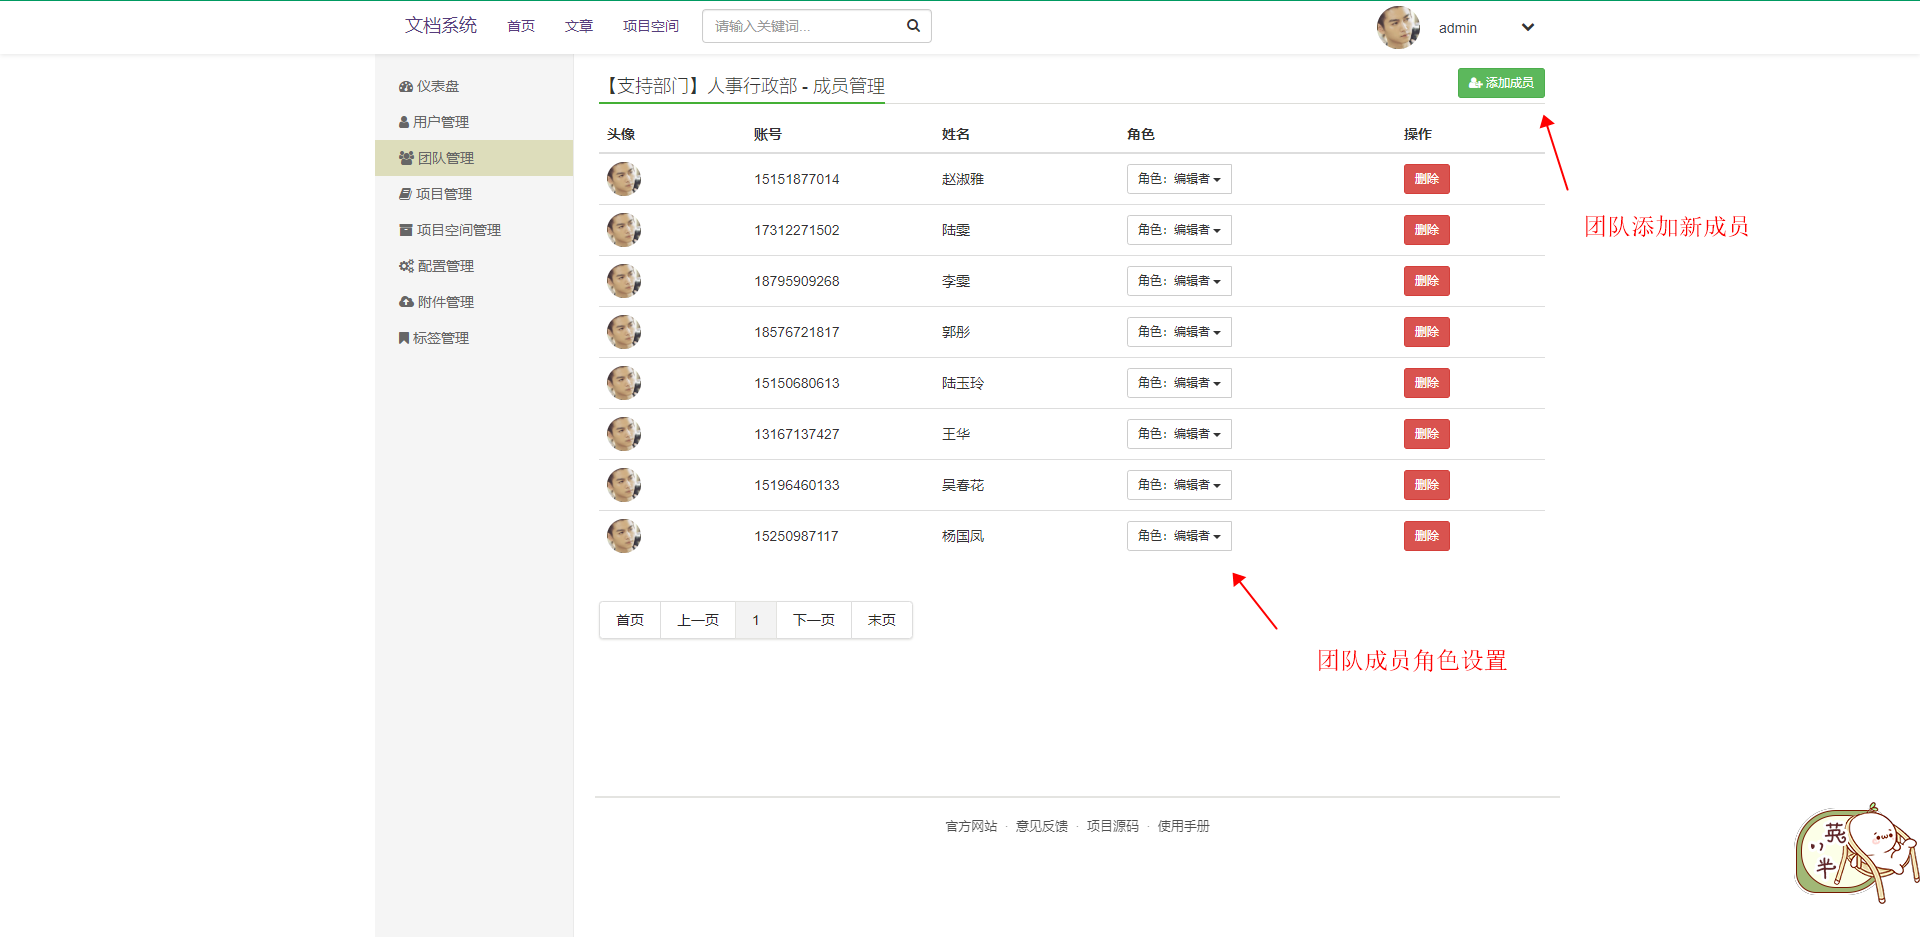 文档系统 首页 文章 项目空间 请输入关键词... admin
仪表盘
用户管理
团队管理
项目管理
项目空间管理
配置管理
附件管理
标签管理
【支持部门】人事行政部 - 成员管理 添加成员
头像 账号 姓名 角色 操作
15151877014 赵淑雅 角色：编辑者 删除
17312271502 陆雯 角色：编辑者 删除
18795909268 李雯 角色：编辑者 删除
18576721817 郭彤 角色：编辑者 删除
15150680613 陆玉玲 角色：编辑者 删除
13167137427 王华 角色：编辑者 删除
15196460133 吴春花 角色：编辑者 删除
15250987117 杨国凤 角色：编辑者 删除
团队添加新成员
首页 上一页 1 下一页 末页
团队成员角色设置
官方网站 · 意见反馈 · 项目源码 · 使用手册
英
半